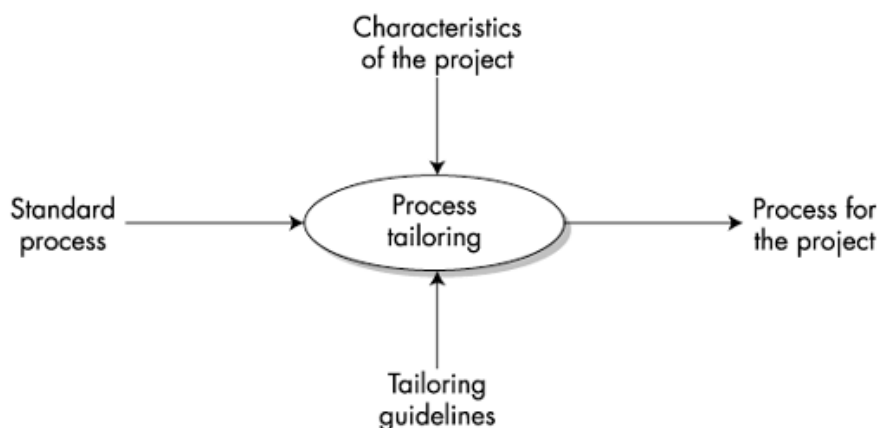 Characteristics
of the project
Standard
process
Process
tailoring
Process for
the project
Tailoring
guidelines